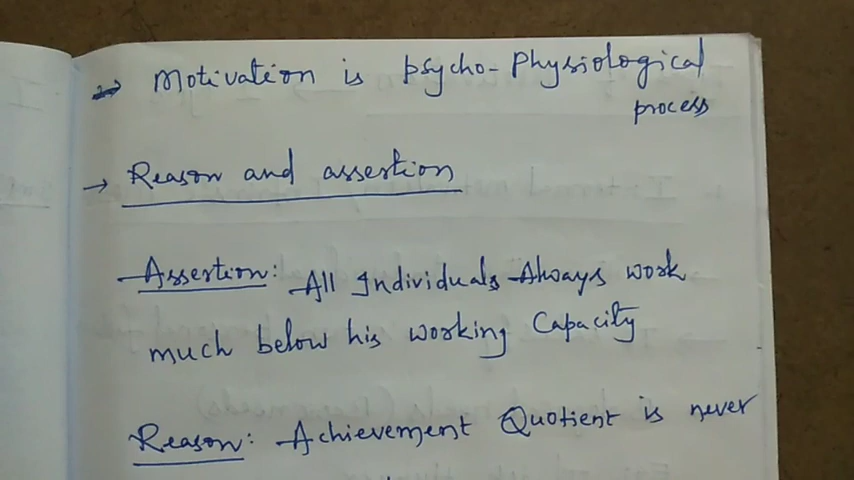 → Motivation is psycho-Physiological
process
→ Reason and assertion
Assertion: All Individuals Always work
much below his working Capacity
Reason: Achievement Quotient is never